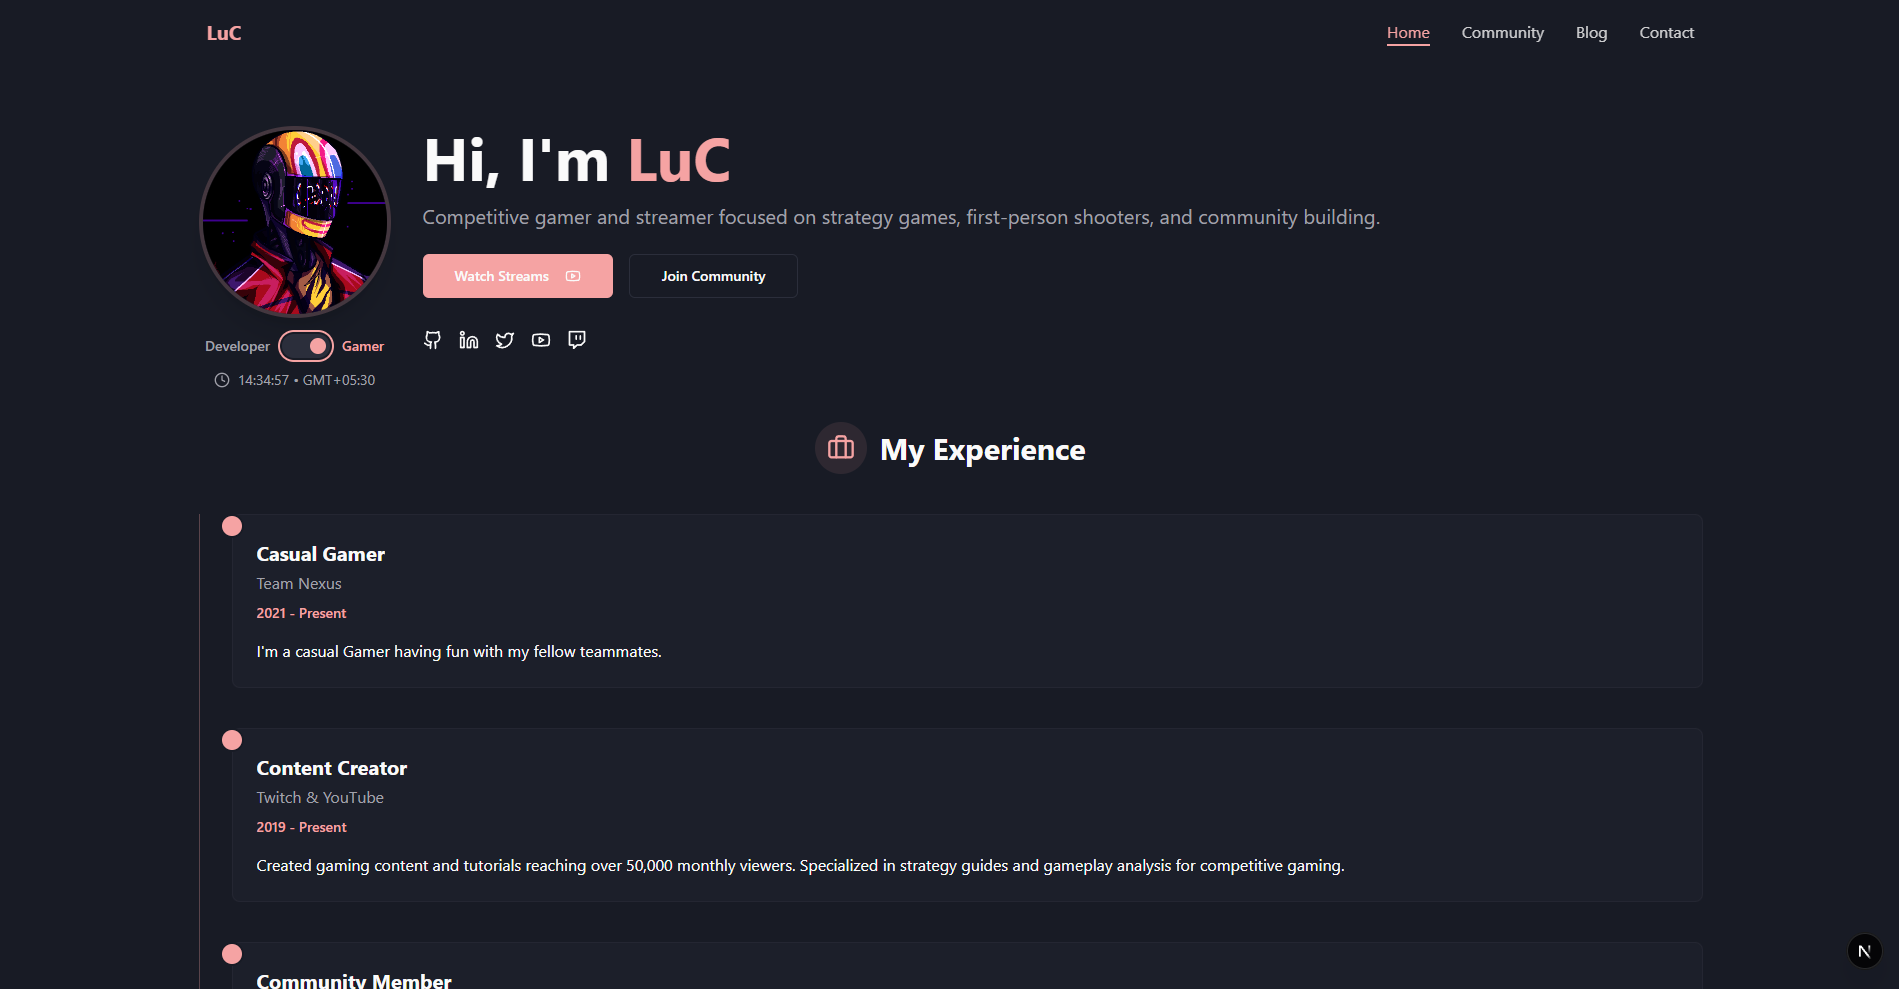 LuC
Home Community Blog Contact
Hi, I'm LuC
Competitive gamer and streamer focused on strategy games, first-person shooters, and community building.
Watch Streams Join Community
Developer Gamer
14:34:57 • GMT+05:30
My Experience
Casual Gamer
Team Nexus
2021 - Present
I'm a casual Gamer having fun with my fellow teammates.
Content Creator
Twitch & YouTube
2019 - Present
Created gaming content and tutorials reaching over 50,000 monthly viewers. Specialized in strategy guides and gameplay analysis for competitive gaming.
Community Member
N